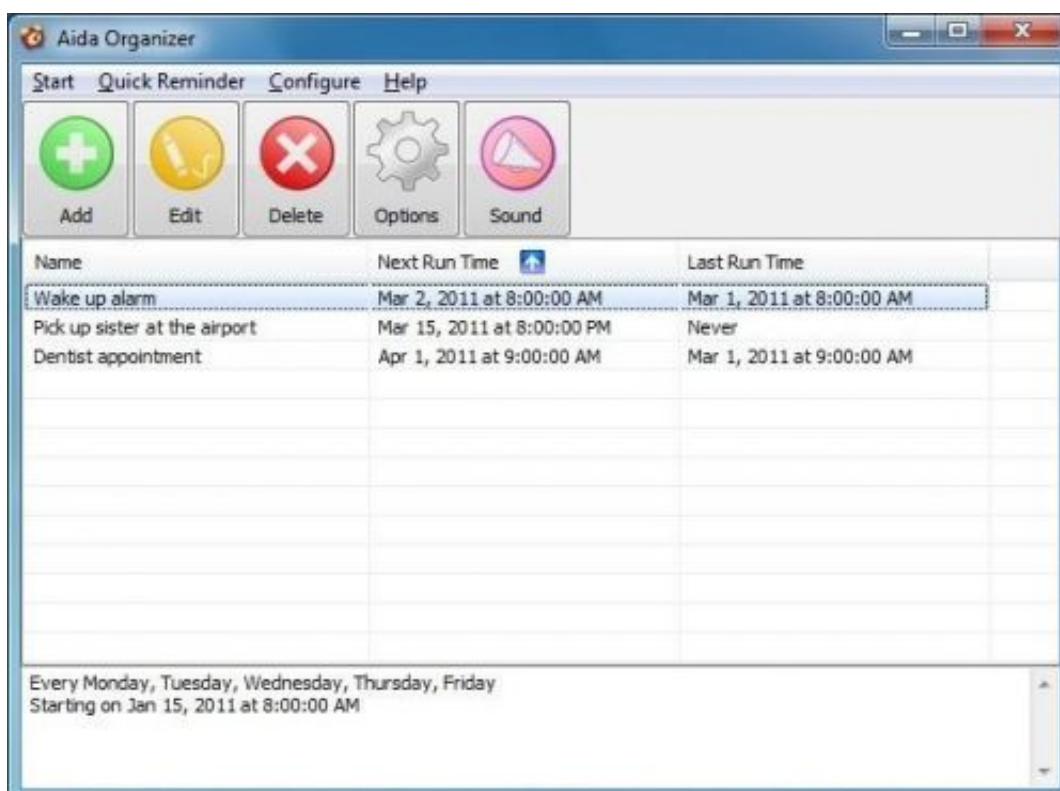 Aida Organizer
Start Quick Reminder Configure Help
Add Edit Delete Options Sound
Name Next Run Time Last Run Time
Wake up alarm Mar 2, 2011 at 8:00:00 AM Mar 1, 2011 at 8:00:00 AM
Pick up sister at the airport Mar 15, 2011 at 8:00:00 PM Never
Dentist appointment Apr 1, 2011 at 9:00:00 AM Mar 1, 2011 at 9:00:00 AM
Every Monday, Tuesday, Wednesday, Thursday, Friday
Starting on Jan 15, 2011 at 8:00:00 AM